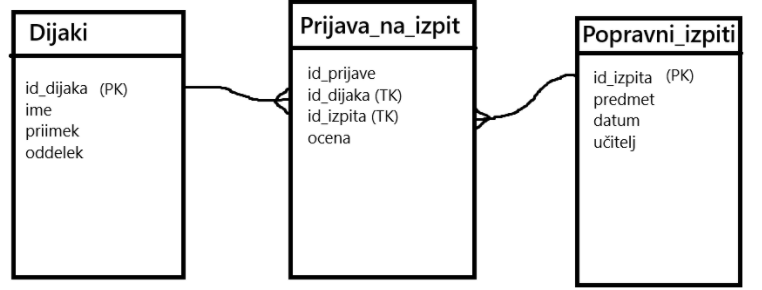 Dijaki
id_dijaka (PK)
ime
priimek
oddelek
Prijava_na_izpit
id_prijave
id_dijaka (TK)
id_izpita (TK)
ocena
Popravni_izpiti
id_izpita (PK)
predmet
datum
učitelj